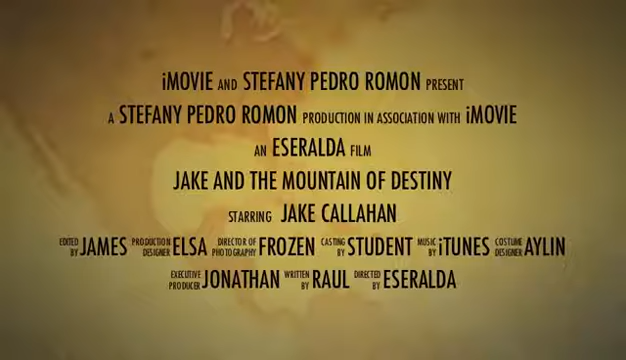 iMOVIE AND STEFANY PEDRO ROMON PRESENT
A STEFANY PEDRO ROMON PRODUCTION IN ASSOCIATION WITH iMOVIE
AN ESERALDA FILM
JAKE AND THE MOUNTAIN OF DESTINY
STARRING JAKE CALLAHAN
EDITED BY JAMES PRODUCTION DESIGNER ELSA DIRECTOR OF PHOTOGRAPHY FROZEN CASTING BY STUDENT MUSIC BY iTUNES COSTUME DESIGNER AYLIN
EXECUTIVE PRODUCER JONATHAN WRITTEN BY RAUL DIRECTED BY ESERALDA